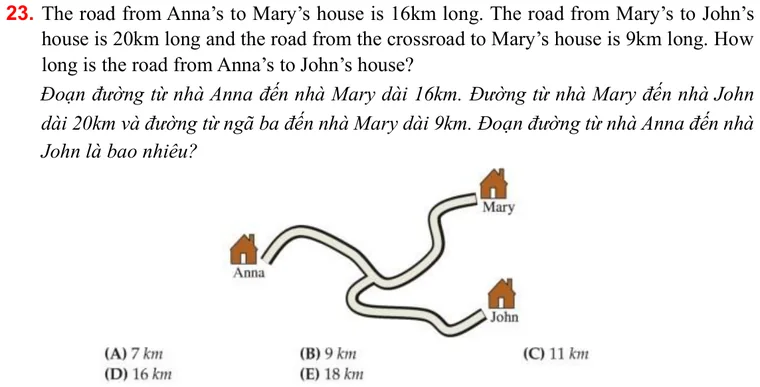 23. The road from Anna's to Mary's house is 16km long. The road from Mary's to John's
house is 20km long and the road from the crossroad to Mary's house is 9km long. How
long is the road from Anna's to John's house?
Đoạn đường từ nhà Anna đến nhà Mary dài 16km. Đường từ nhà Mary đến nhà John
dài 20km và đường từ ngã ba đến nhà Mary dài 9km. Đoạn đường từ nhà Anna đến nhà
John là bao nhiêu?
Mary
Anna
John
(A) 7 km (B) 9 km (C) 11 km
(D) 16 km (E) 18 km